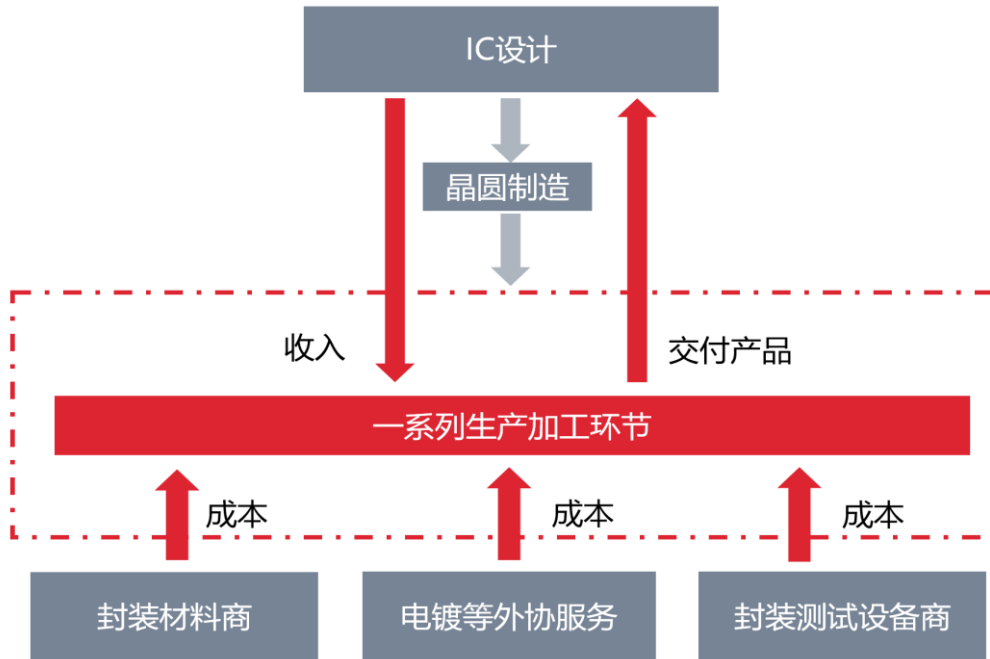 IC设计
晶圆制造
收入
交付产品
一系列生产加工环节
成本
成本
成本
封装材料商
电镀等外协服务
封装测试设备商